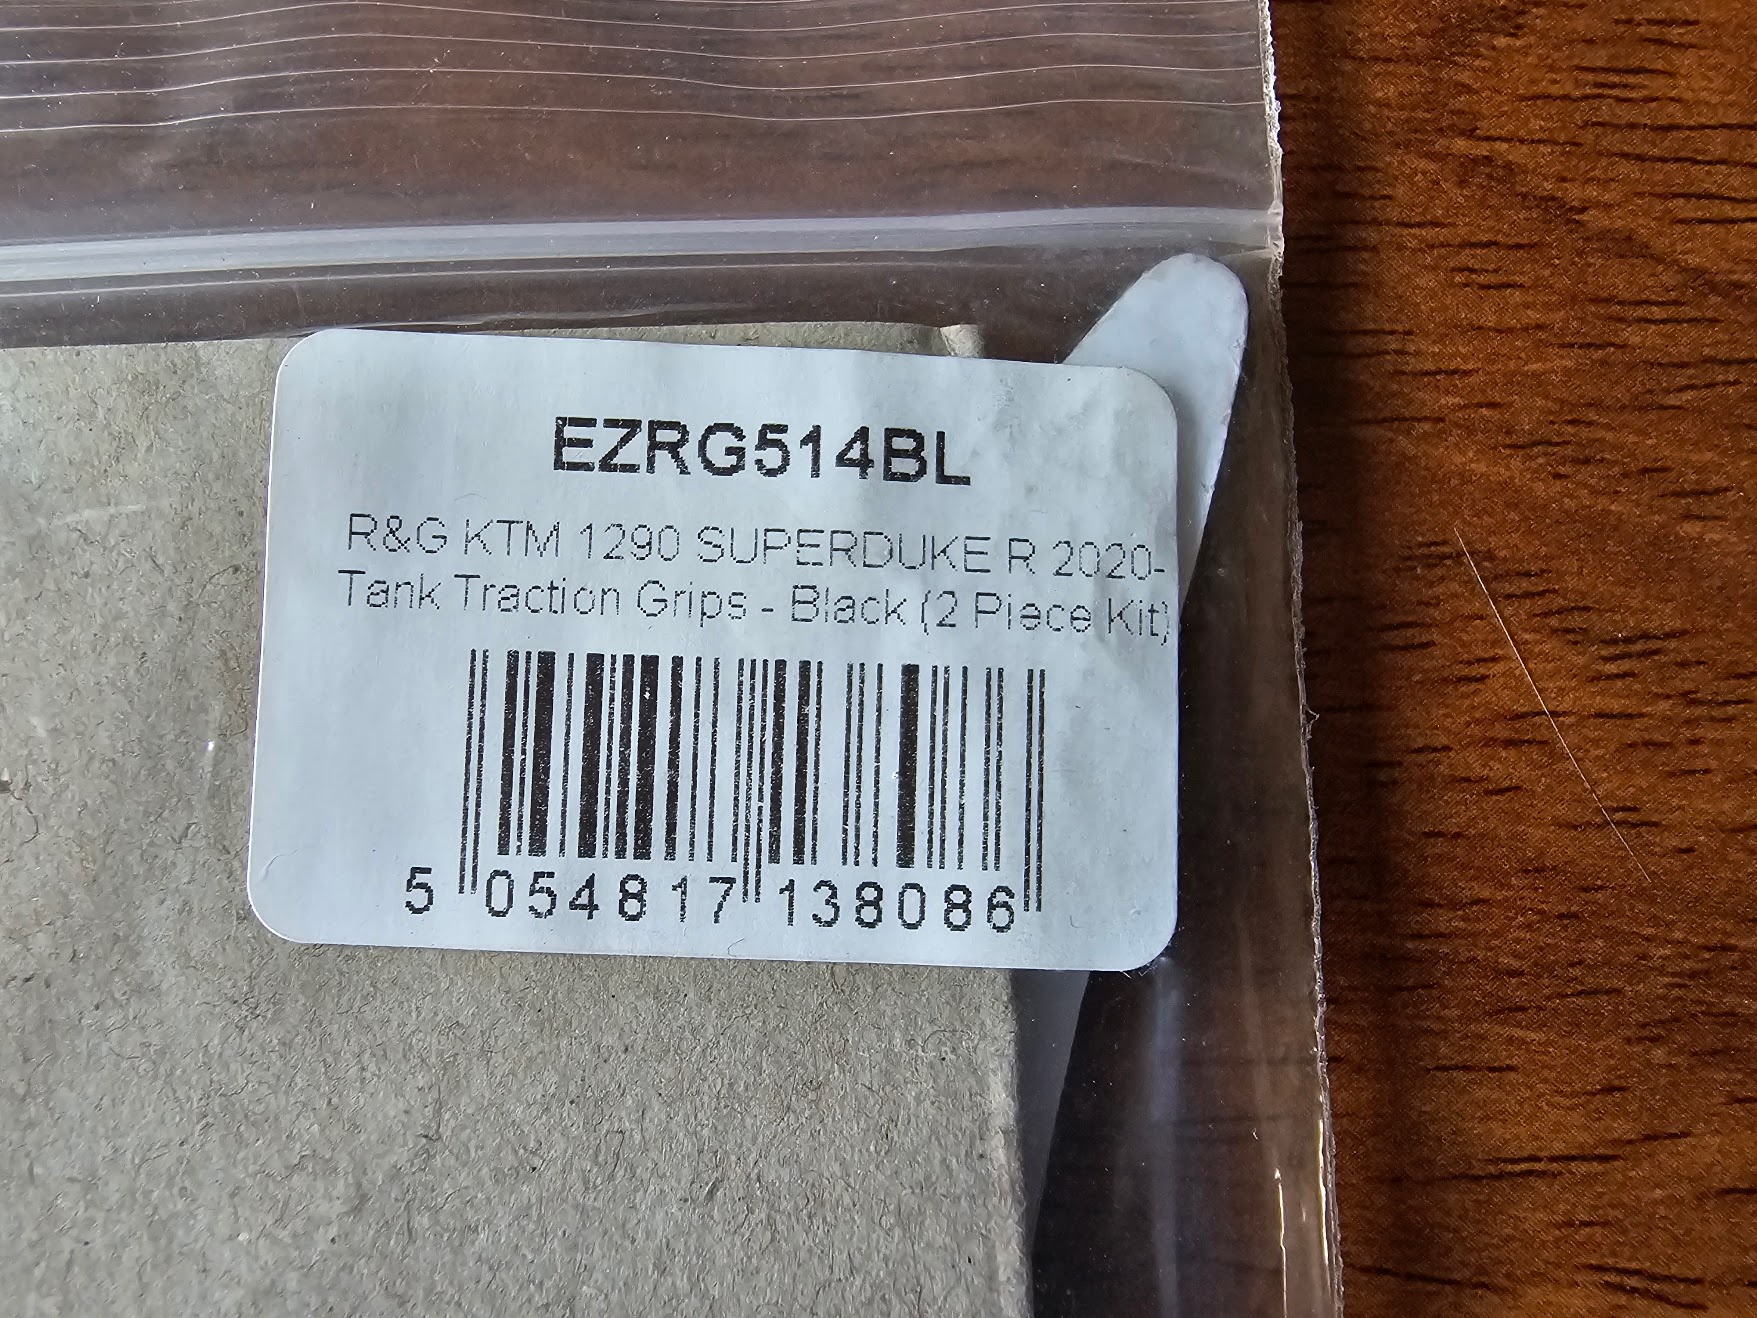 EZRG514BL
R&G KTM 1290 SUPERDUKE R 2020-
Tank Traction Grips - Black (2 Piece Kit)
5 054817 138086